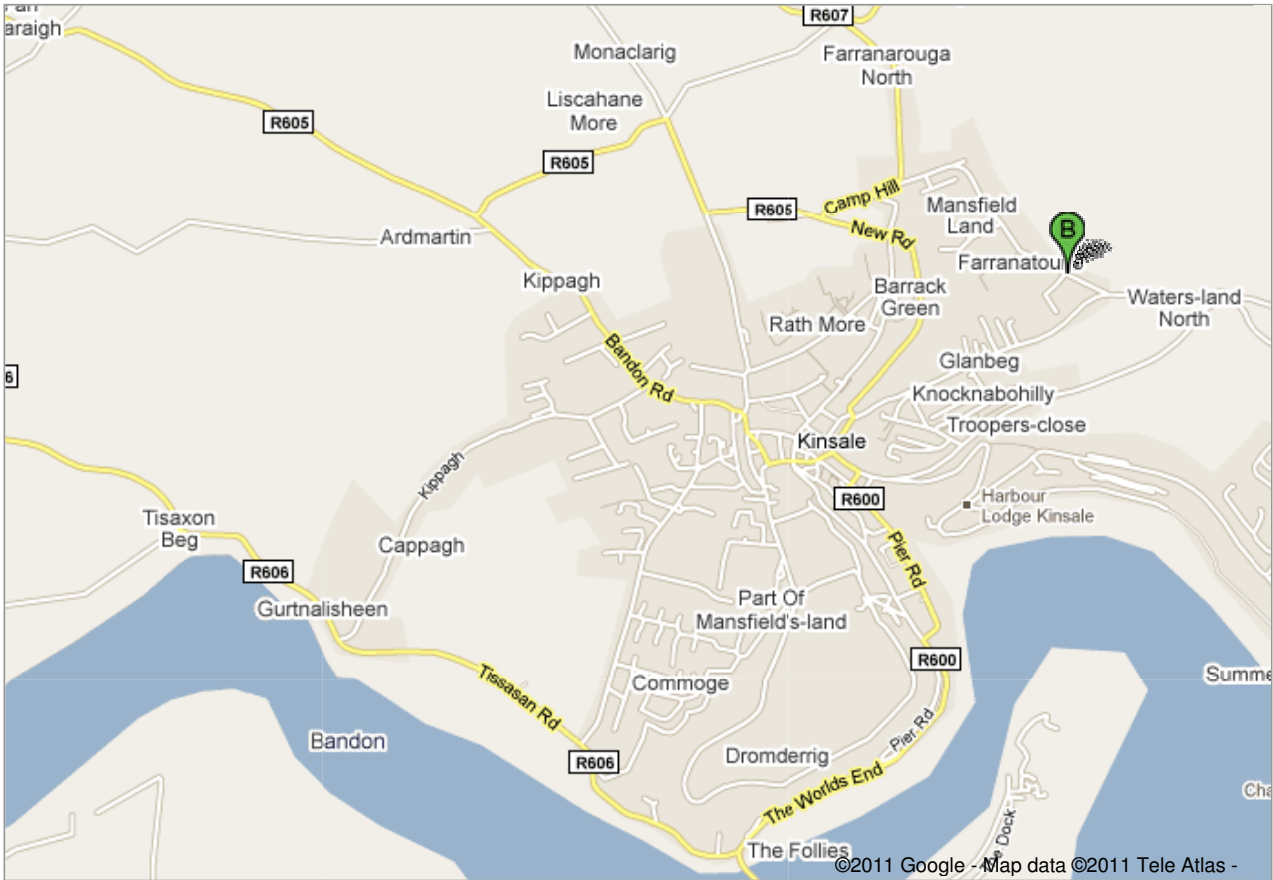 R607
araigh
Monaclarig
Farranarouga
North
Liscahane
More
R605
R605
Camp Hill
R605
Mansfield
Land
New Rd
B
Ardmartin
Farranatou
Kippagh
Barrack
Green
Waters-land
North
Rath More
Bandon Rd
Glanbeg
6
Knocknabohilly
Troopers-close
Kinsale
Kippagh
R600
Harbour
Lodge Kinsale
Tisaxon
Beg
Cappagh
Pier Rd
R606
Gurtnalisheen
Part Of
Mansfield's-land
R600
Summe
Tissasan Rd
Commoge
Pier Rd
Bandon
Dromderrig
R606
The Worlds End
Cha
Dock
The Follies
©2011 Google - Map data ©2011 Tele Atlas -